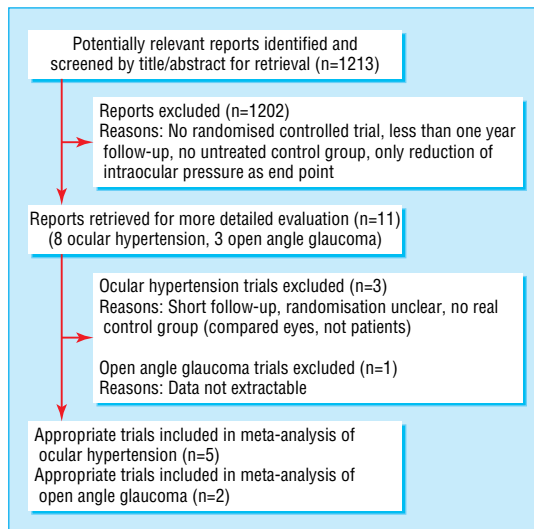 Potentially relevant reports identified and
screened by title/abstract for retrieval (n=1213)
Reports excluded (n=1202)
Reasons: No randomised controlled trial, less than one year
follow-up, no untreated control group, only reduction of
intraocular pressure as end point
Reports retrieved for more detailed evaluation (n=11)
(8 ocular hypertension, 3 open angle glaucoma)
Ocular hypertension trials excluded (n=3)
Reasons: Short follow-up, randomisation unclear, no real
control group (compared eyes, not patients)
Open angle glaucoma trials excluded (n=1)
Reasons: Data not extractable
Appropriate trials included in meta-analysis of
ocular hypertension (n=5)
Appropriate trials included in meta-analysis of
open angle glaucoma (n=2)